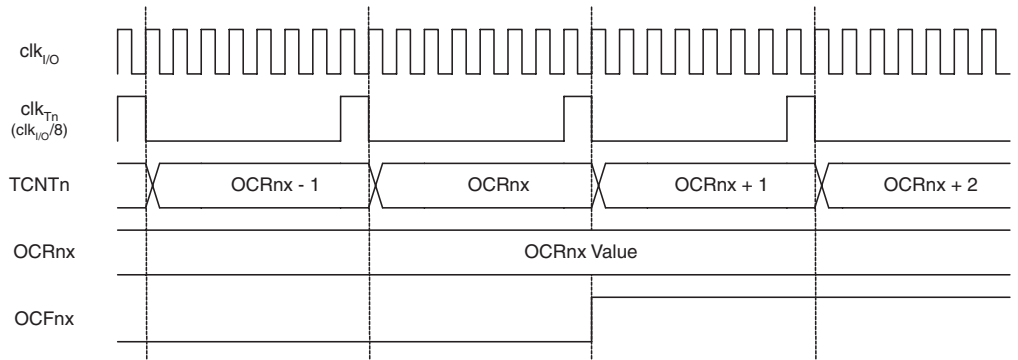 clkI/O
clkTn
(clkI/O/8)
TCNTn OCRnx - 1 OCRnx OCRnx + 1 OCRnx + 2
OCRnx OCRnx Value
OCFnx